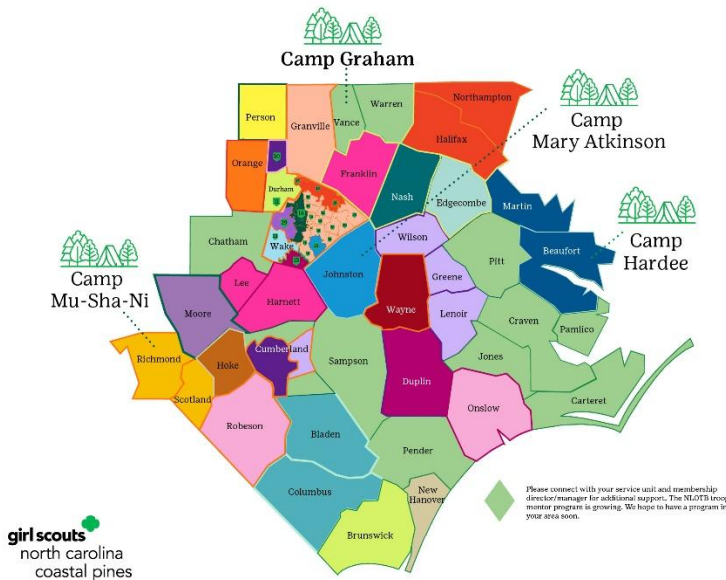 Camp Graham
Camp
Mary Atkinson
Camp
Hardee
Camp
Mu-Sha-Ni
Person
Granville
Vance
Warren
Northampton
Halifax
Orange
Durham
Franklin
Nash
Edgecombe
Martin
Chatham
Wake
Wilson
Pitt
Beaufort
Johnston
Greene
Lee
Harnett
Wayne
Lenoir
Craven
Pamlico
Moore
Richmond
Hoke
Cumberland
Sampson
Jones
Scotland
Duplin
Onslow
Carteret
Robeson
Bladen
Pender
Columbus
New
Hanover
Brunswick
Please connect with your service unit and membership
director/manager for additional support. The NLOTB troop
mentor program is growing. We hope to have a program in
your area soon.
girl scouts
north carolina
coastal pines